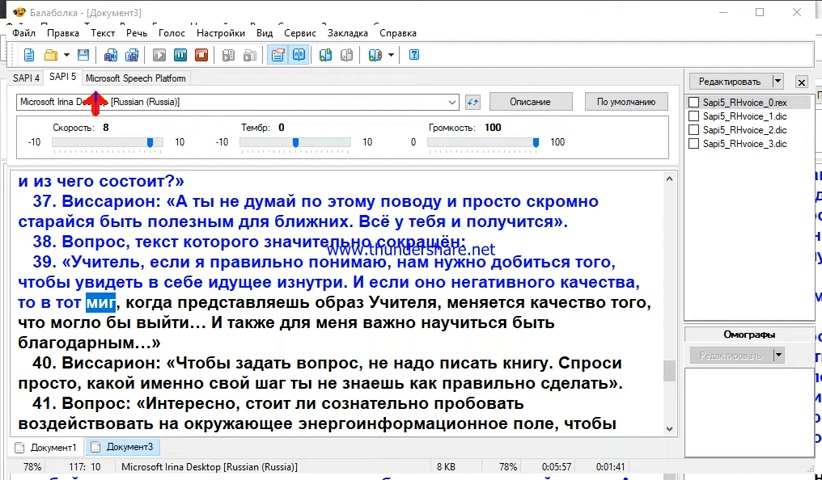 Балаболка - [Документ3]
Файл Правка Текст Речь Голос Настройки Вид Сервис Закладка Справка
SAPI 4 SAPI 5 Microsoft Speech Platform
Microsoft Irina Desktop [Russian (Russia)] Описание По умолчанию
Скорость: 8 Тембр: 0 Громкость: 100
-10 10 -10 10 0 100
и из чего состоит?»
37. Виссарион: «А ты не думай по этому поводу и просто скромно
старайся быть полезным для ближних. Всё у тебя и получится».
38. Вопрос, текст которого значительно сокращён:
www.thundershare.net
39. «Учитель, если я правильно понимаю, нам нужно добиться того,
чтобы увидеть в себе идущее изнутри. И если оно негативного качества,
то в тот миг, когда представляешь образ Учителя, меняется качество того,
что могло бы выйти... И также для меня важно научиться быть
благодарным...»
40. Виссарион: «Чтобы задать вопрос, не надо писать книгу. Спроси
просто, какой именно свой шаг ты не знаешь как правильно сделать».
41. Вопрос: «Интересно, стоит ли сознательно пробовать
воздействовать на окружающее энергоинформационное поле, чтобы
Редактировать
Sapi5_RHvoice_0.rex
Sapi5_RHvoice_1.dic
Sapi5_RHvoice_2.dic
Sapi5_RHvoice_3.dic
Омографы
Редактировать
Документ1 Документ3
78% 117: 10 Microsoft Irina Desktop [Russian (Russia)] 8 KB 78% 0:05:57 0:01:41